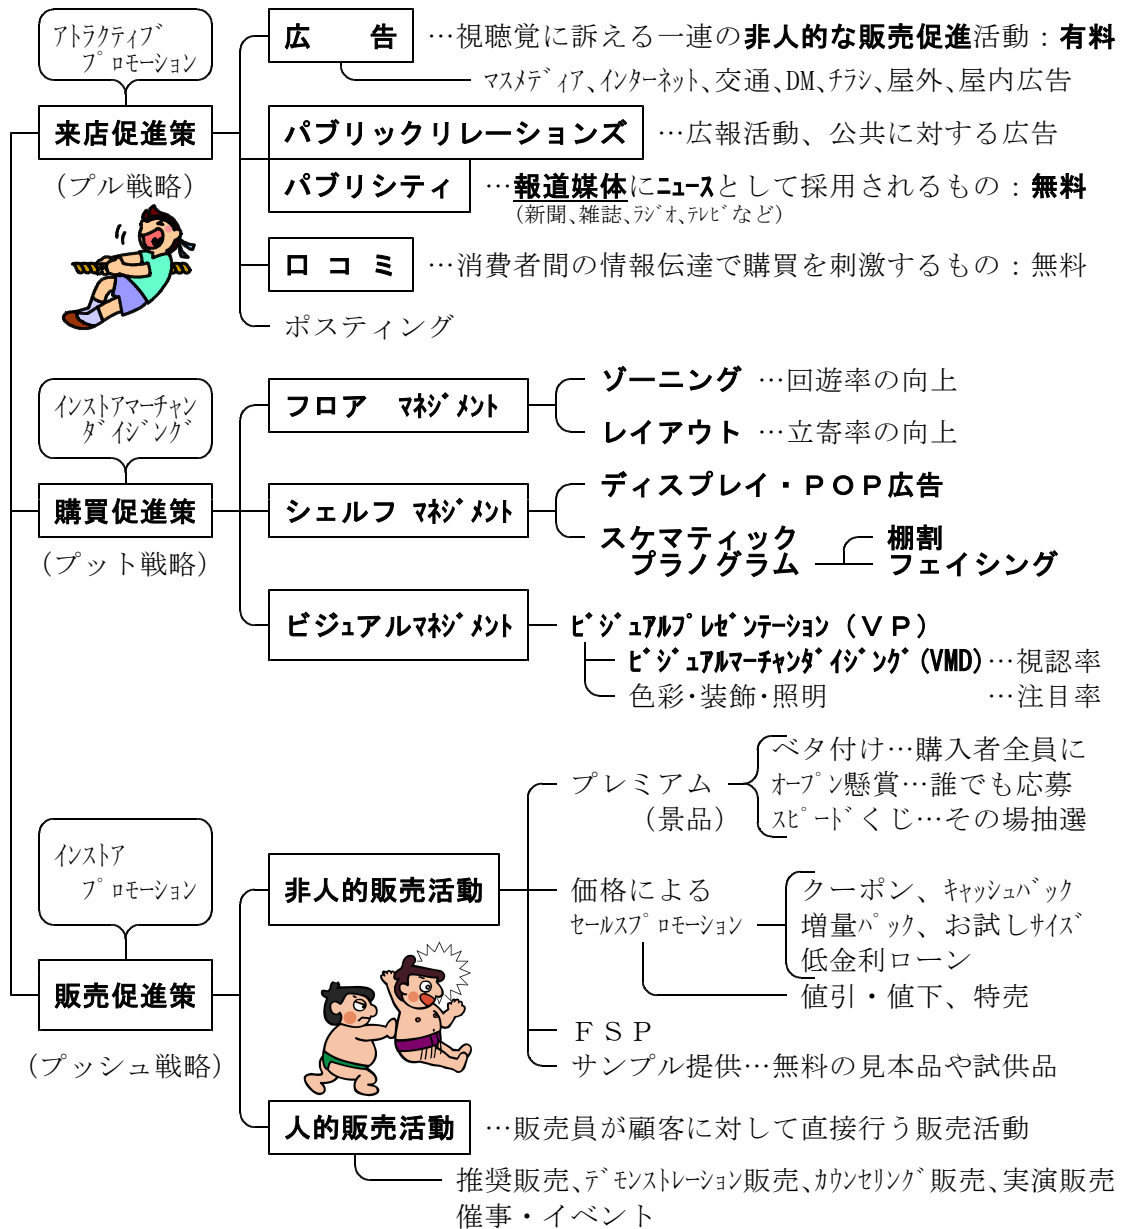 アトラクティブ
プロモーション
来店促進策
(プル戦略)
広　告 …視聴覚に訴える一連の非人的な販売促進活動：有料
マスメディア、インターネット、交通、DM、チラシ、屋外、屋内広告
パブリックリレーションズ …広報活動、公共に対する広告
パブリシティ …報道媒体にニュースとして採用されるもの：無料
(新聞、雑誌、ラジオ、テレビなど)
口コミ …消費者間の情報伝達で購買を刺激するもの：無料
ポスティング
インストアマーチャン
ダイジング
購買促進策
(プット戦略)
フロア マネジメント
ゾーニング …回遊率の向上
レイアウト …立寄率の向上
シェルフ マネジメント
ディスプレイ・ＰＯＰ広告
スケマティック
プラノグラム
棚割
フェイシング
ビジュアルマネジメント
ビジュアルプレゼンテーション（ＶＰ）
ビジュアルマーチャンダイジング(VMD)…視認率
色彩・装飾・照明 …注目率
インストア
プロモーション
販売促進策
(プッシュ戦略)
非人的販売活動
プレミアム
(景品)
ベタ付け…購入者全員に
オープン懸賞…誰でも応募
スピードくじ…その場抽選
価格による
セールスプロモーション
クーポン、キャッシュバック
増量パック、お試しサイズ
低金利ローン
値引・値下、特売
ＦＳＰ
サンプル提供…無料の見本品や試供品
人的販売活動 …販売員が顧客に対して直接行う販売活動
推奨販売、デモンストレーション販売、カウンセリング販売、実演販売
催事・イベント